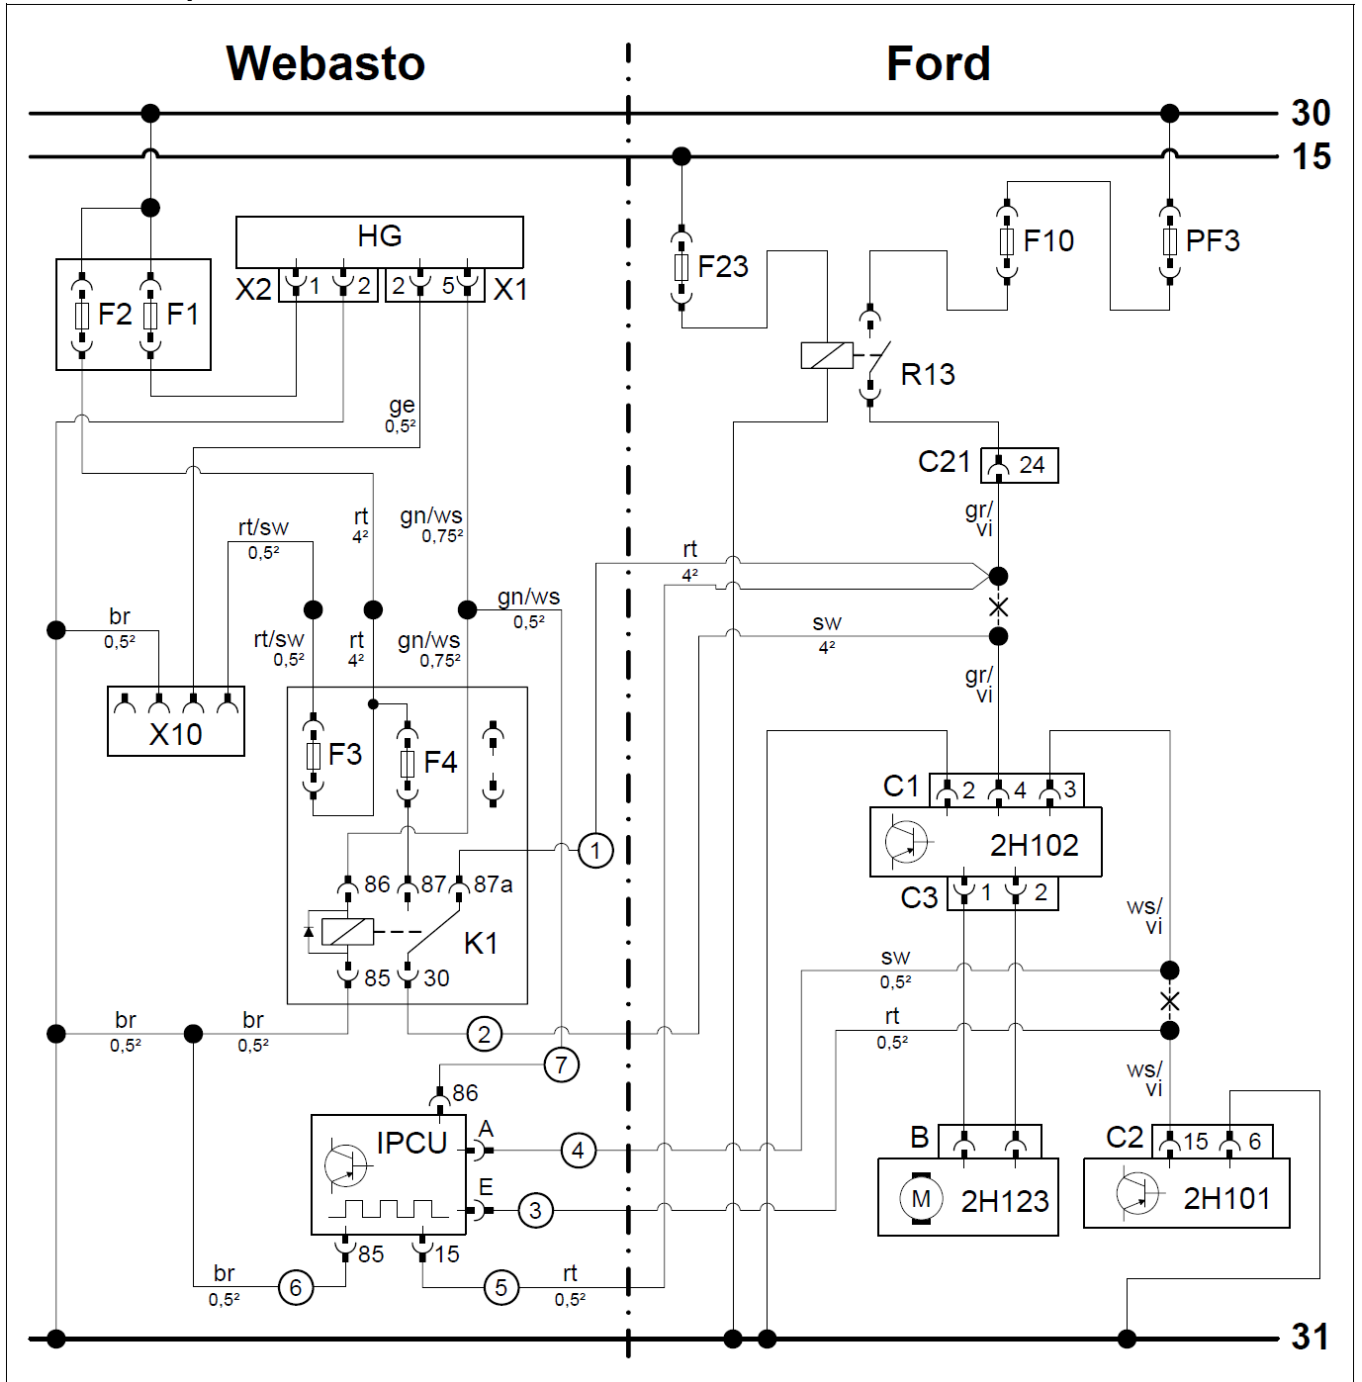 Webasto
Ford
30
15
HG
F10
PF3
F23
X2
1
2
2
5
X1
F2
F1
R13
ge
0,5²
C21
24
rt/sw
0,5²
rt
4²
gn/ws
0,75²
gr/
vi
rt
4²
gn/ws
0,5²
br
0,5²
rt/sw
0,5²
rt
4²
gn/ws
0,75²
sw
4²
gr/
vi
X10
F3
F4
C1
2
4
3
2H102
1
86
87
87a
C3
1
2
ws/
vi
K1
85
30
sw
0,5²
br
0,5²
br
0,5²
2
rt
0,5²
7
ws/
vi
86
IPCU
A
4
B
C2
15
6
E
3
M
2H123
2H101
85
15
br
0,5²
6
5
rt
0,5²
31